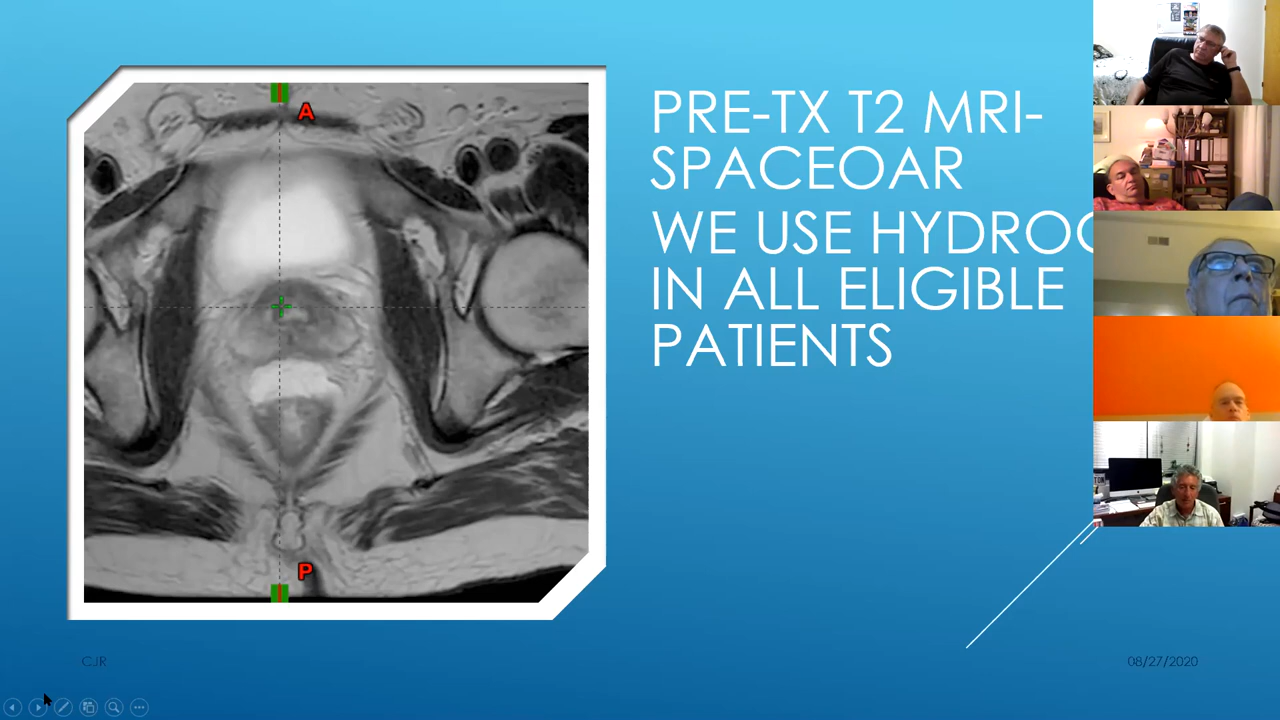 A
PRE-TX T2 MRI-
SPACEOAR
WE USE HYDROG
IN ALL ELIGIBLE
PATIENTS
P
CJR
08/27/2020